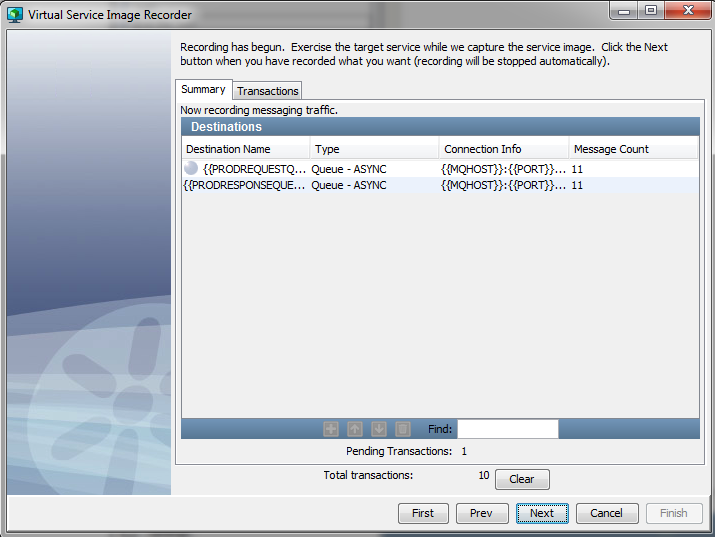 Virtual Service Image Recorder
Recording has begun.  Exercise the target service while we capture the service image.  Click the Next
button when you have recorded what you want (recording will be stopped automatically).
Summary Transactions
Now recording messaging traffic.
Destinations
Destination Name Type Connection Info Message Count
{{PRODREQUESTQ... Queue - ASYNC {{MQHOST}}:{{PORT}}... 11
{{PRODRESPONSEQUE... Queue - ASYNC {{MQHOST}}:{{PORT}}... 11
Find:
Pending Transactions: 1
Total transactions: 10 Clear
First Prev Next Cancel Finish